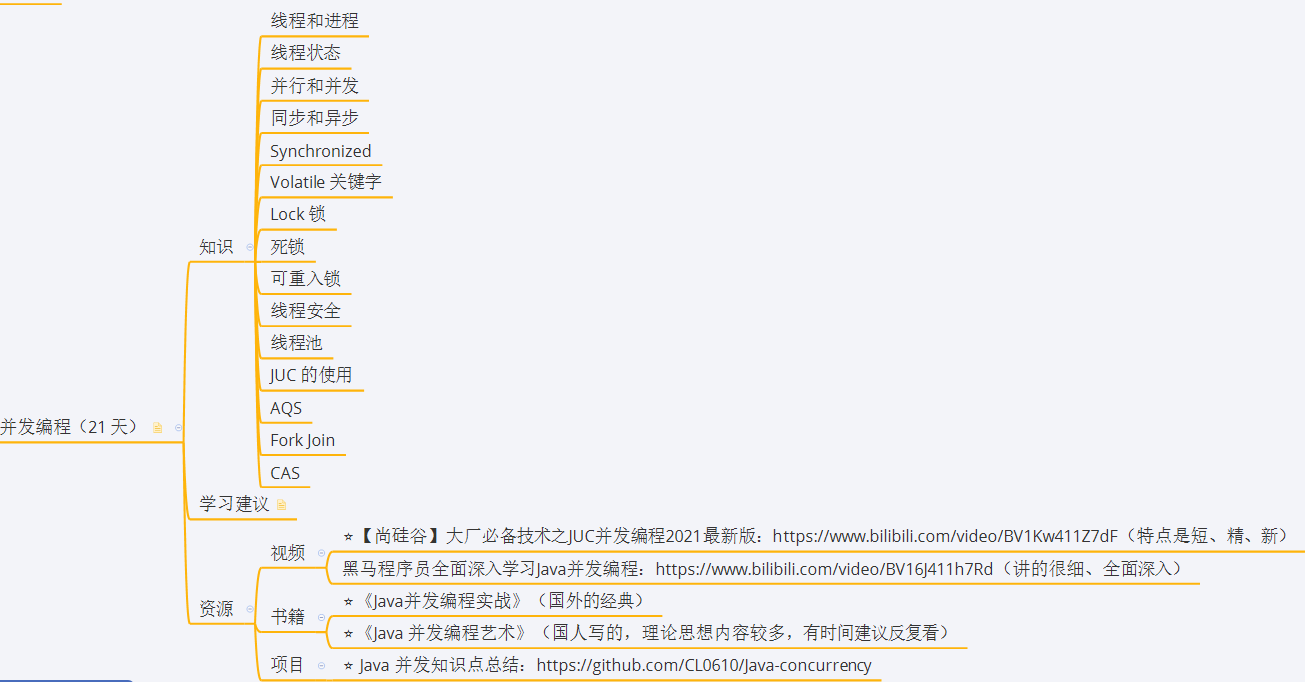 线程和进程
线程状态
并行和并发
同步和异步
Synchronized
Volatile 关键字
Lock 锁
知识
死锁
可重入锁
线程安全
线程池
JUC 的使用
AQS
并发编程（21 天）
Fork Join
CAS
学习建议
⭐【尚硅谷】大厂必备技术之JUC并发编程2021最新版：https://www.bilibili.com/video/BV1Kw411Z7dF（特点是短、精、新）
视频
黑马程序员全面深入学习Java并发编程：https://www.bilibili.com/video/BV16J411h7Rd（讲的很细、全面深入）
资源
⭐《Java并发编程实战》（国外的经典）
书籍
⭐《Java 并发编程艺术》（国人写的，理论思想内容较多，有时间建议反复看）
项目
⭐ Java 并发知识点总结：https://github.com/CL0610/Java-concurrency